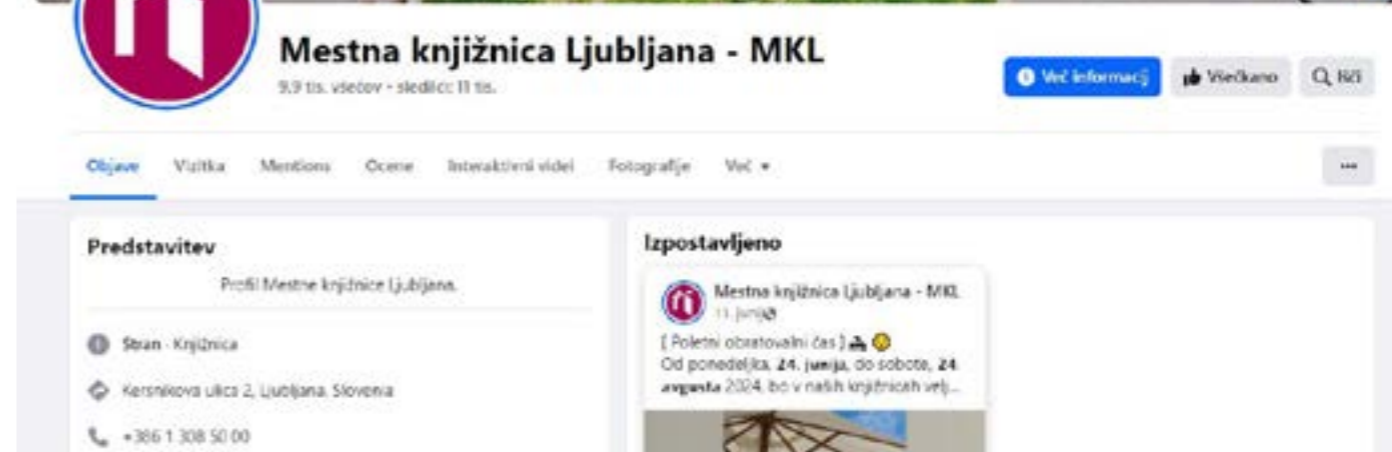 Mestna knjižnica Ljubljana - MKL
9,9 tis. všečov • sledilci: 11 tis.
Več informacij
Všečkano
Išči
Objave Vizitka Mentions Ocene Interaktivni videi Fotografije Več
Predstavitev
Profil Mestne knjižnice Ljubljana.
Stran · Knjižnica
Kersnikova ulica 2, Ljubljana, Slovenia
+386 1 308 50 00
Izpostavljeno
Mestna knjižnica Ljubljana - MKL
junij
[ Poletni obratovalni čas ]
Od ponedeljka, 24. junija, do sobote, 24.
avgusta 2024, bo v naših knjižnicah velj...